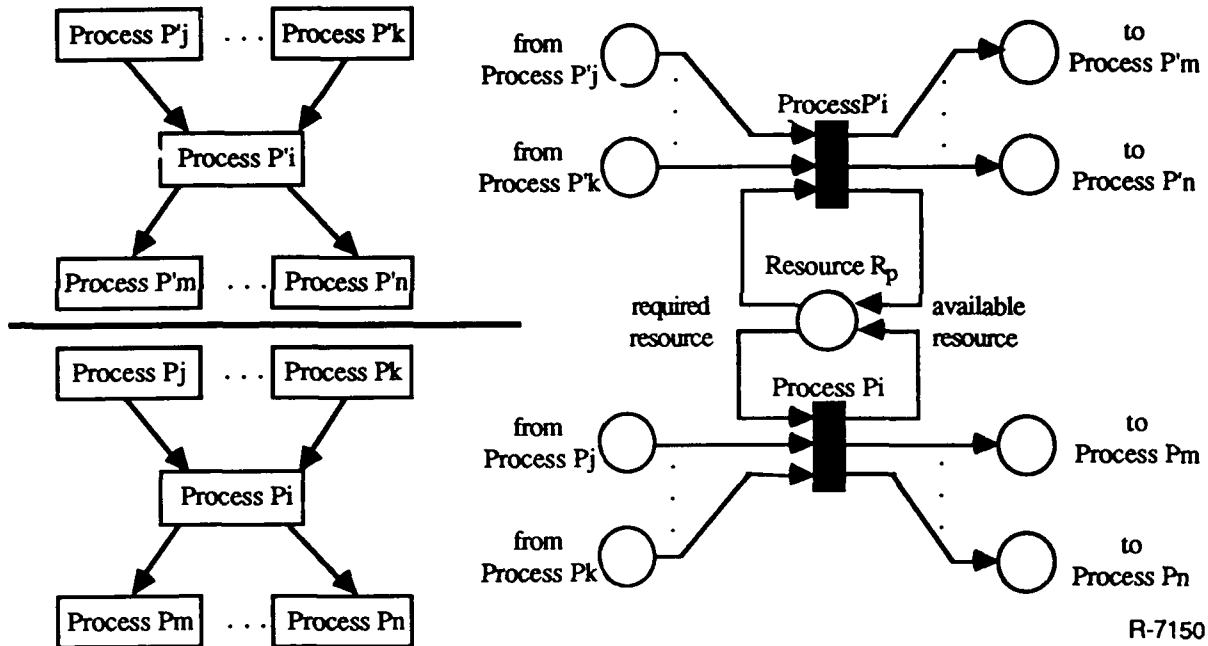 Process P'j . . . Process P'k
Process P'i
Process P'm . . . Process P'n
Process Pj . . . Process Pk
Process Pi
Process Pm . . . Process Pn
from
Process P'j
to
Process P'm
ProcessP'i
from
Process P'k
to
Process P'n
Resource Rp
required
resource
available
resource
Process Pi
from
Process Pj
to
Process Pm
from
Process Pk
to
Process Pn
R-7150